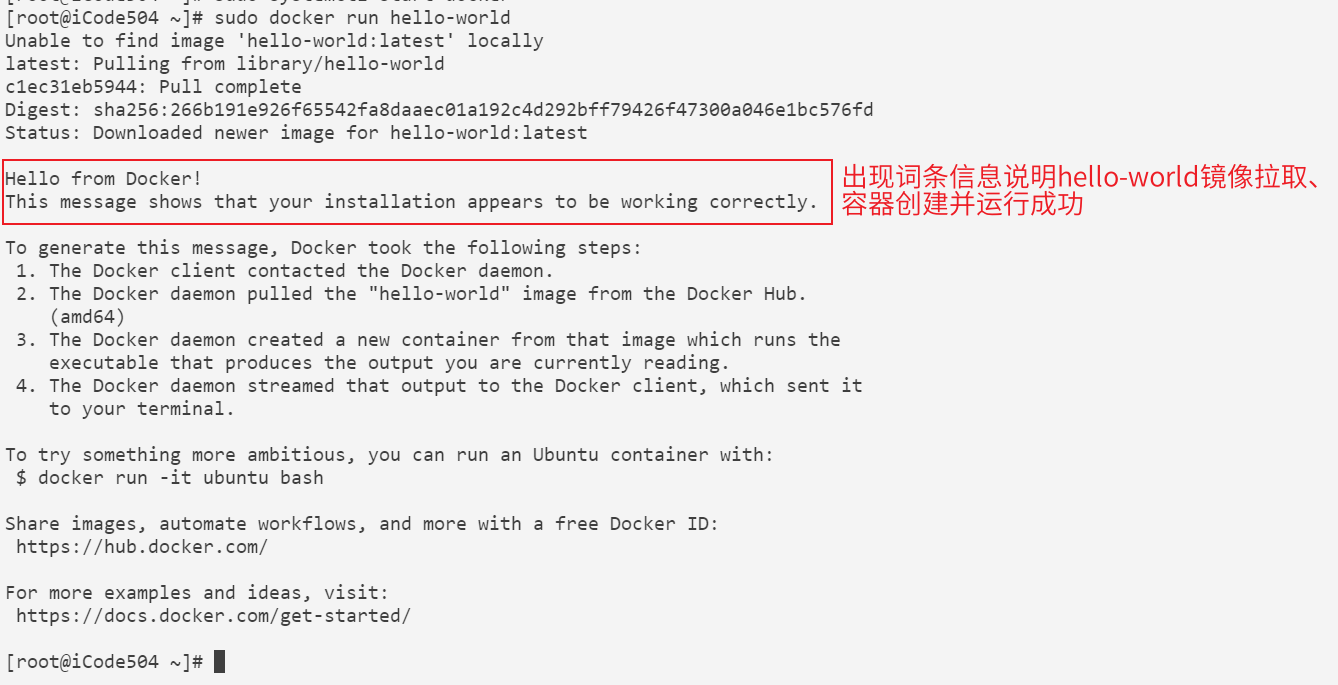 [root@iCode504 ~]# sudo systemctl start docker
[root@iCode504 ~]# sudo docker run hello-world
Unable to find image 'hello-world:latest' locally
latest: Pulling from library/hello-world
c1ec31eb5944: Pull complete
Digest: sha256:266b191e926f65542fa8daaec01a192c4d292bff79426f47300a046e1bc576fd
Status: Downloaded newer image for hello-world:latest
Hello from Docker!
This message shows that your installation appears to be working correctly.
出现词条信息说明hello-world镜像拉取、
容器创建并运行成功
To generate this message, Docker took the following steps:
1. The Docker client contacted the Docker daemon.
2. The Docker daemon pulled the "hello-world" image from the Docker Hub.
(amd64)
3. The Docker daemon created a new container from that image which runs the
executable that produces the output you are currently reading.
4. The Docker daemon streamed that output to the Docker client, which sent it
to your terminal.
To try something more ambitious, you can run an Ubuntu container with:
$ docker run -it ubuntu bash
Share images, automate workflows, and more with a free Docker ID:
https://hub.docker.com/
For more examples and ideas, visit:
https://docs.docker.com/get-started/
[root@iCode504 ~]#